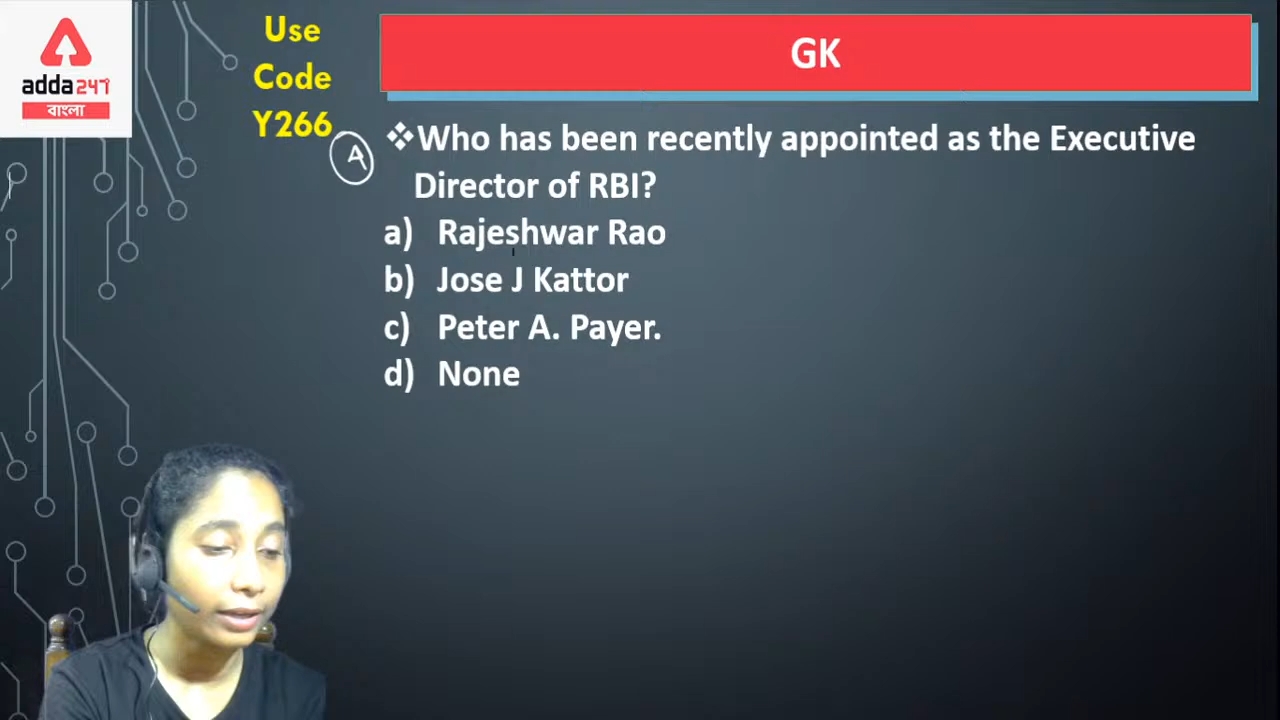 adda247
বাংলা
Use
Code
Y266
GK
A
❖Who has been recently appointed as the Executive
Director of RBI?
a) Rajeshwar Rao
b) Jose J Kattor
c) Peter A. Payer.
d) None